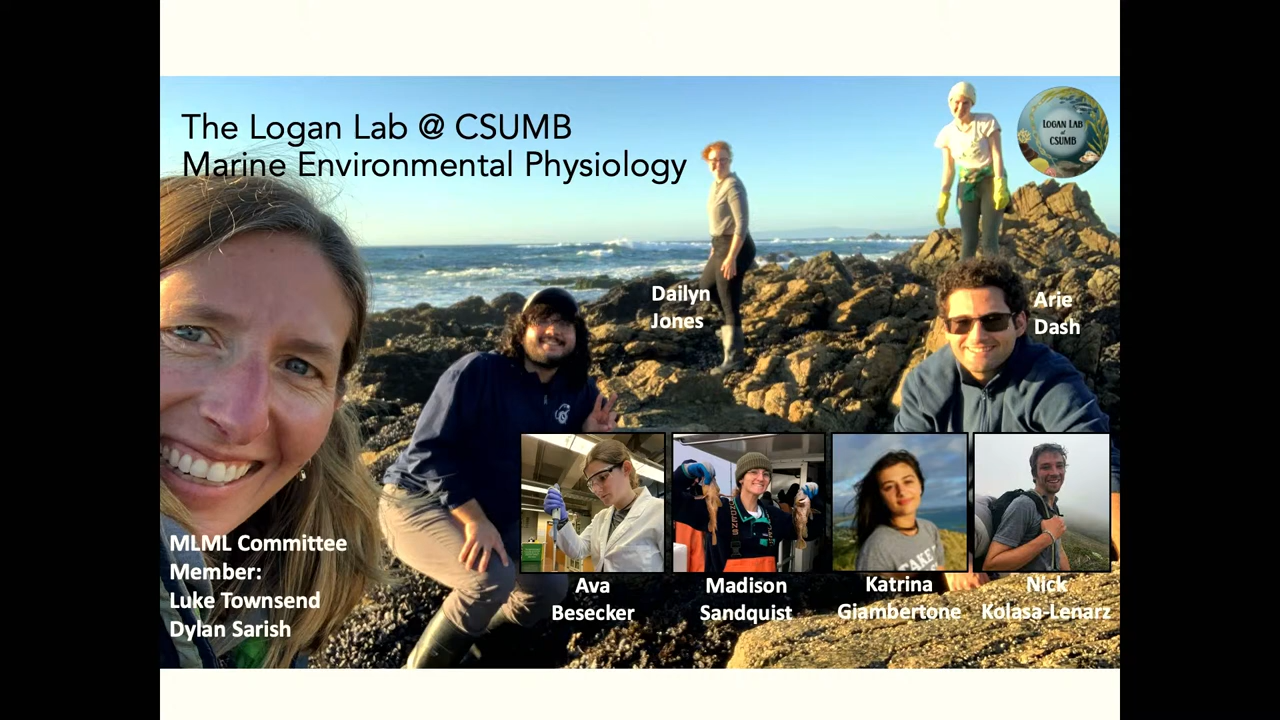 The Logan Lab @ CSUMB
Marine Environmental Physiology
LOGAN LAB
of
CSUMB
Dailyn
Jones
Arie
Dash
MLML Committee
Member:
Luke Townsend
Dylan Sarish
Ava
Besecker
Madison
Sandquist
Katrina
Giambertone
Nick
Kolasa-Lenarz